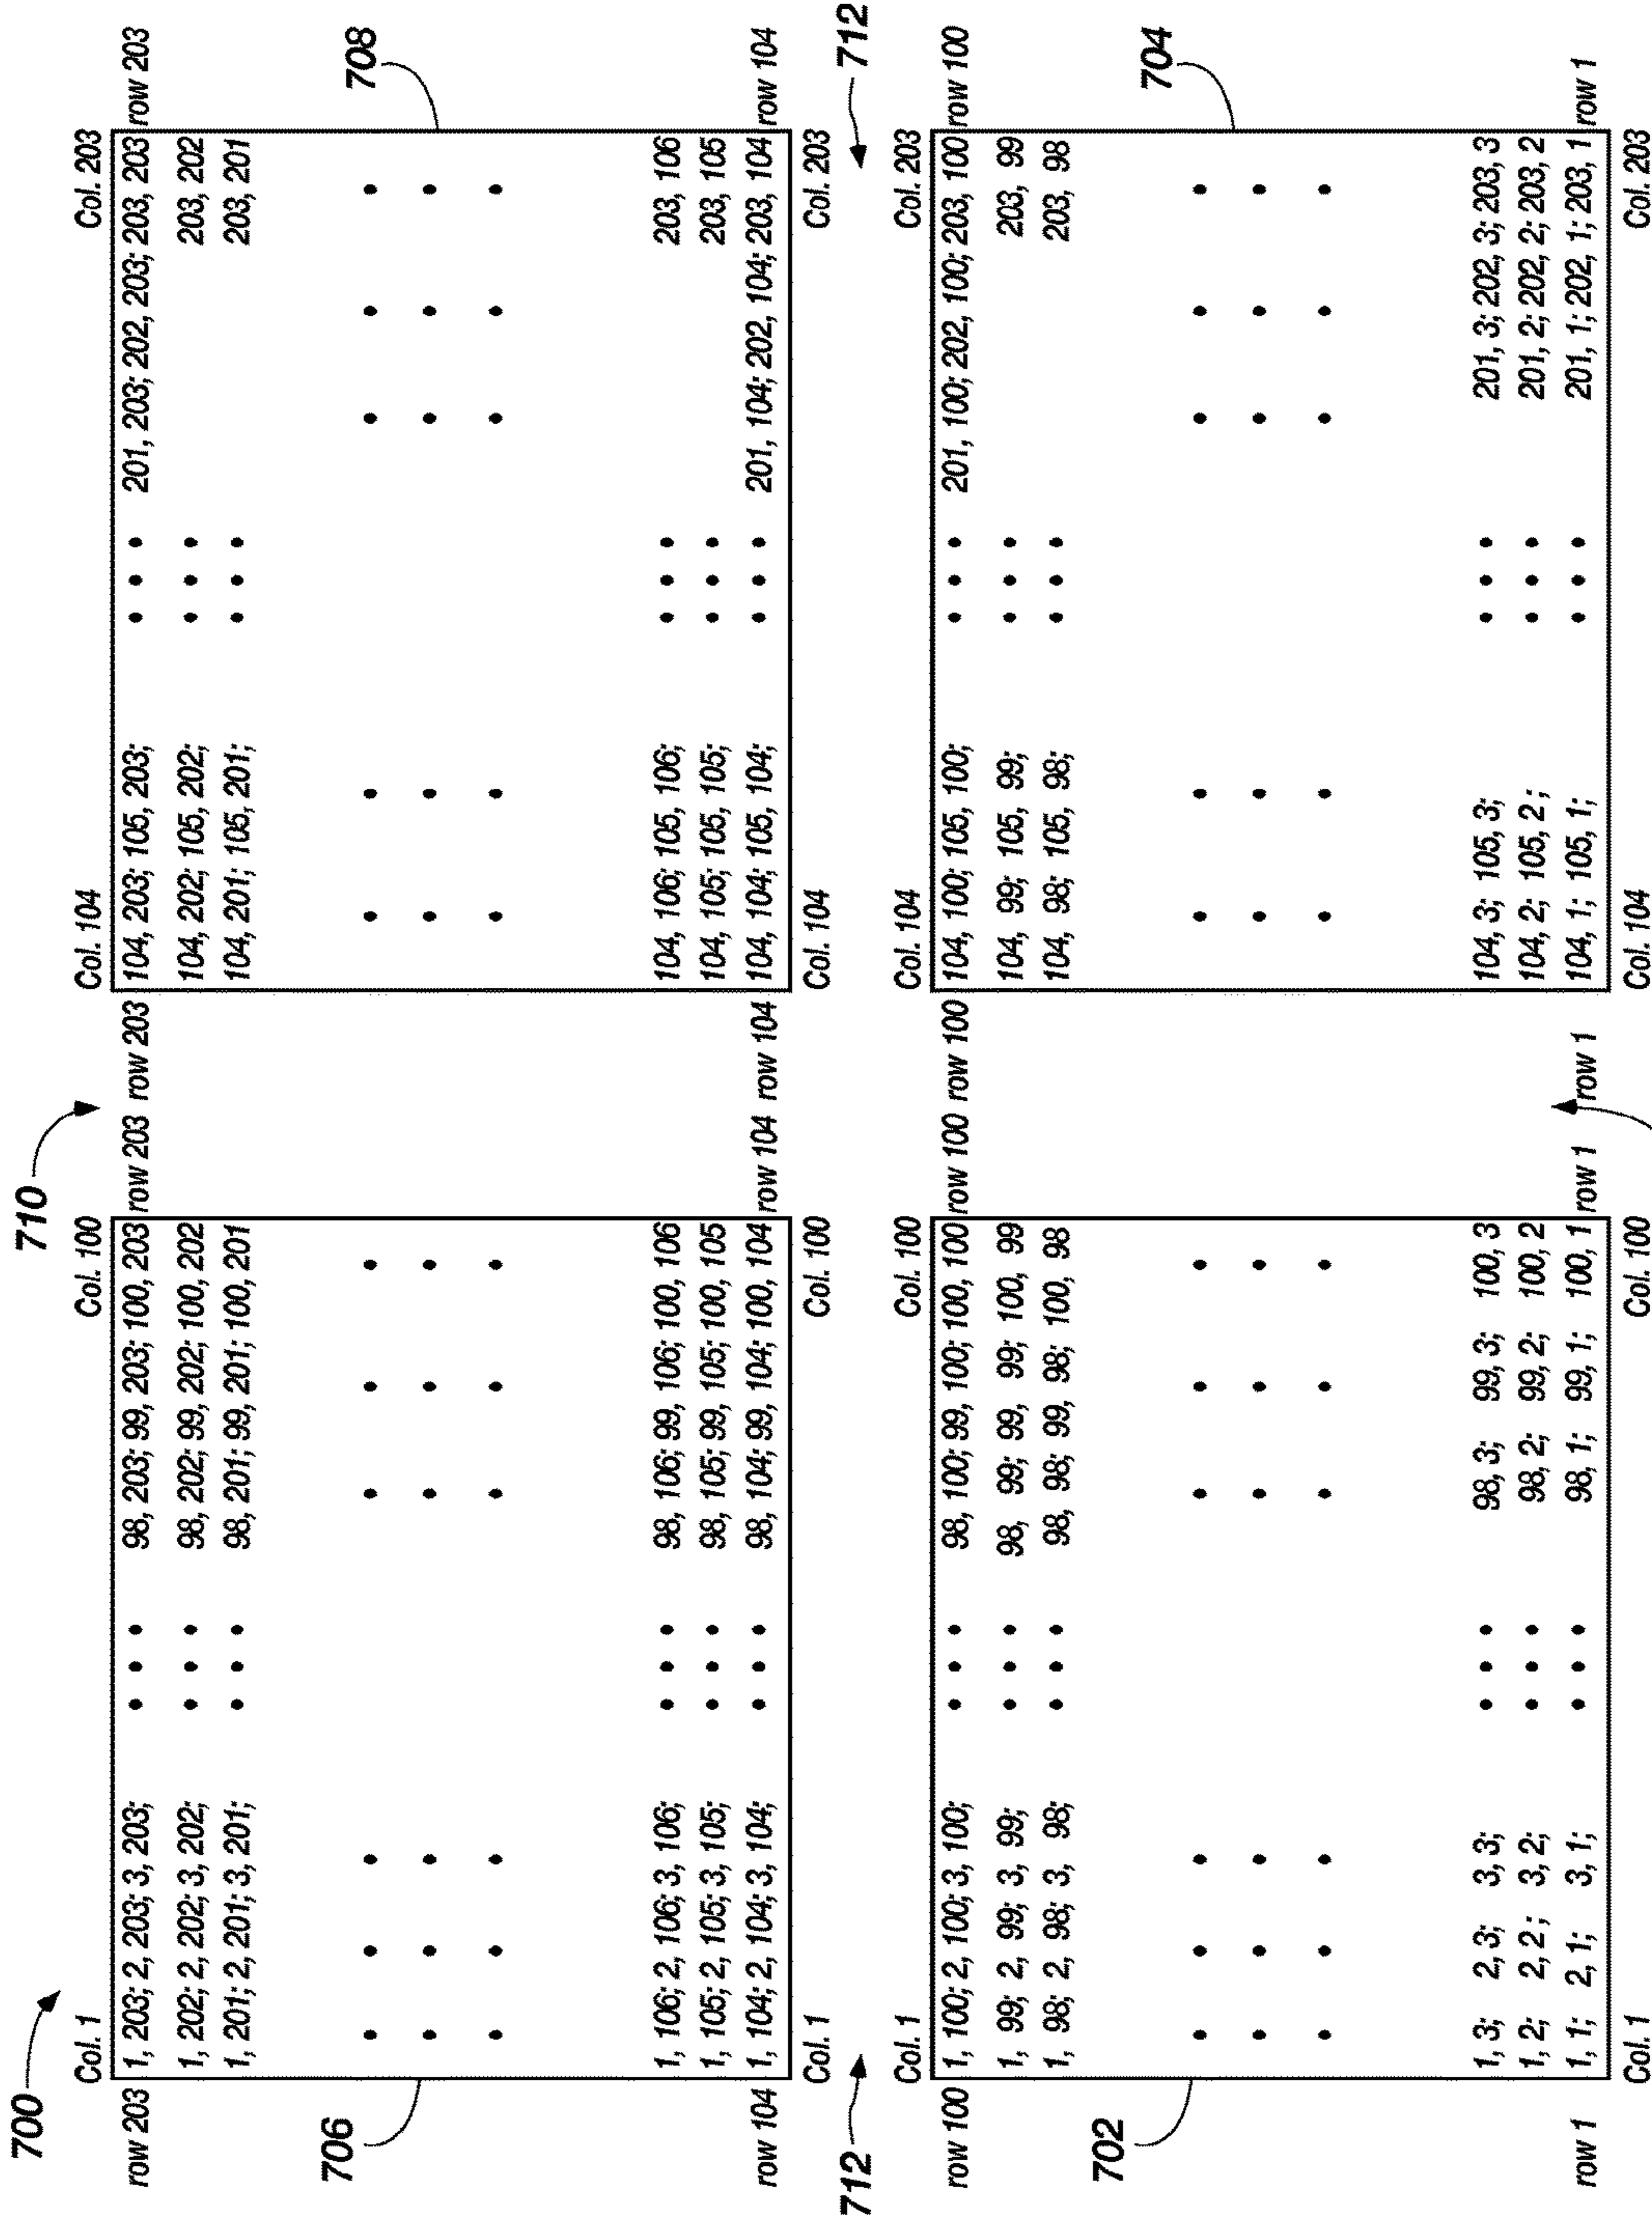 700
710
Col. 1 Col. 100 Col. 104 Col. 203
row 203 1, 203; 2, 203; 3, 203; 98, 203; 99, 203; 100, 203 row 203 row 203 104, 203; 105, 203; 201, 203; 202, 203; 203, 203 row 203
1, 202; 2, 202; 3, 202; 98, 202; 99, 202; 100, 202 104, 202; 105, 202; 203, 202
1, 201; 2, 201; 3, 201; 98, 201; 99, 201; 100, 201 104, 201; 105, 201; 203, 201
706 708
1, 106; 2, 106; 3, 106; 98, 106; 99, 106; 100, 106 104, 106; 105, 106; 203, 106
1, 105; 2, 105; 3, 105; 98, 105; 99, 105; 100, 105 104, 105; 105, 105; 203, 105
row 104 1, 104; 2, 104; 3, 104; 98, 104; 99, 104; 100, 104 row 104 row 104 104, 104; 105, 104; 201, 104; 202, 104; 203, 104 row 104
Col. 1 Col. 100 Col. 104 Col. 203
712 712
Col. 1 Col. 100 Col. 104 Col. 203
row 100 1, 100; 2, 100; 3, 100; 98, 100; 99, 100; 100, 100 row 100 row 100 104, 100; 105, 100; 201, 100; 202, 100; 203, 100 row 100
1, 99; 2, 99; 3, 99; 98, 99; 99, 99; 100, 99 104, 99; 105, 99; 203, 99
1, 98; 2, 98; 3, 98; 98, 98; 99, 98; 100, 98 104, 98; 105, 98; 203, 98
702 704
1, 3; 2, 3; 3, 3; 98, 3; 99, 3; 100, 3 104, 3; 105, 3; 201, 3; 202, 3; 203, 3
1, 2; 2, 2; 3, 2; 98, 2; 99, 2; 100, 2 104, 2; 105, 2; 201, 2; 202, 2; 203, 2
row 1 1, 1; 2, 1; 3, 1; 98, 1; 99, 1; 100, 1 row 1 row 1 104, 1; 105, 1; 201, 1; 202, 1; 203, 1 row 1
Col. 1 Col. 100 Col. 104 Col. 203